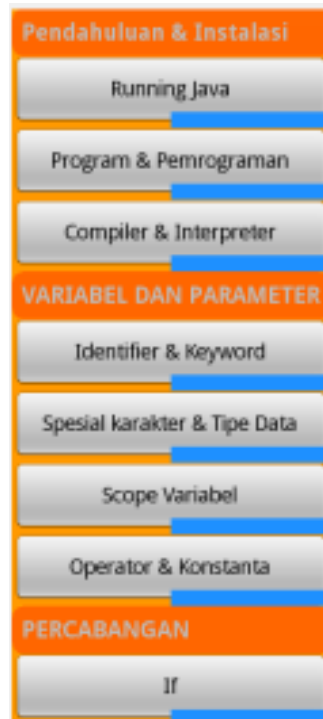 Pendahuluan & Instalasi
Running Java
Program & Pemrograman
Compiler & Interpreter
VARIABEL DAN PARAMETER
Identifier & Keyword
Spesial karakter & Tipe Data
Scope Variabel
Operator & Konstanta
PERCABANGAN
If